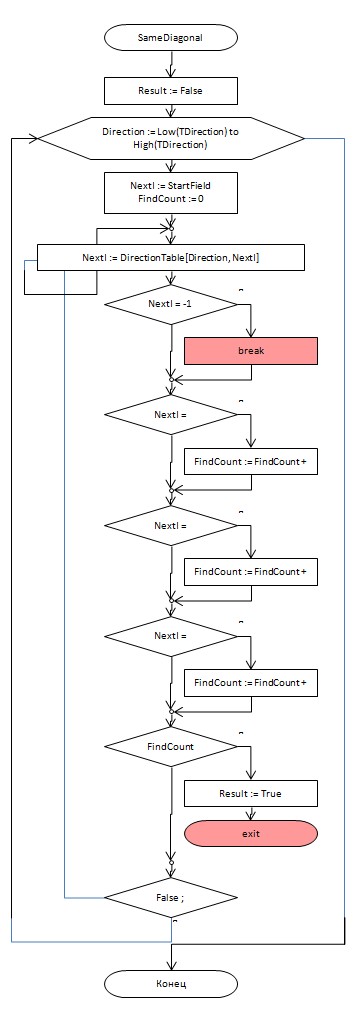 SameDiagonal
Result := False
Direction := Low(TDirection) to
High(TDirection)
NextI := StartField
FindCount := 0
NextI := DirectionTable[Direction, NextI]
NextI = -1
break
NextI =
FindCount := FindCount +
NextI =
FindCount := FindCount +
NextI =
FindCount := FindCount +
FindCount
Result := True
exit
False ;
Конец